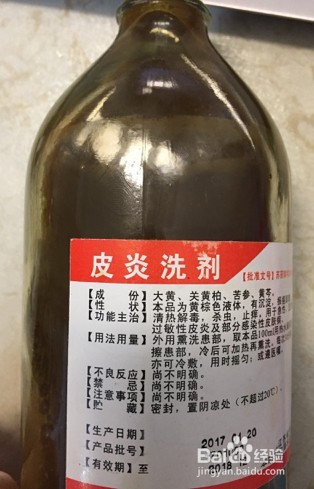 皮炎洗剂
【批准文号】
【成 份】大黄、关黄柏、苦参、黄芩。
【性 状】本品为黄棕色液体,有沉淀,
【功能主治】清热解毒,杀虫,止痒,用于
过敏性皮炎及部分感染性皮肤病。
【用法用量】外用熏洗患部,取本品100ml用
擦患部,冷后可加热再熏洗,每次
亦可冷敷,用时摇匀;或遵医嘱。
【不良反应】尚不明确。
【禁 忌】尚不明确。
【注意事项】尚不明确。
【贮 藏】密封,置阴凉处(不超过20℃)。
【生产日期】
2017 20
【产品批号】
【有效期】至
2018 12
Baidu 经验
jingyan.baidu.com